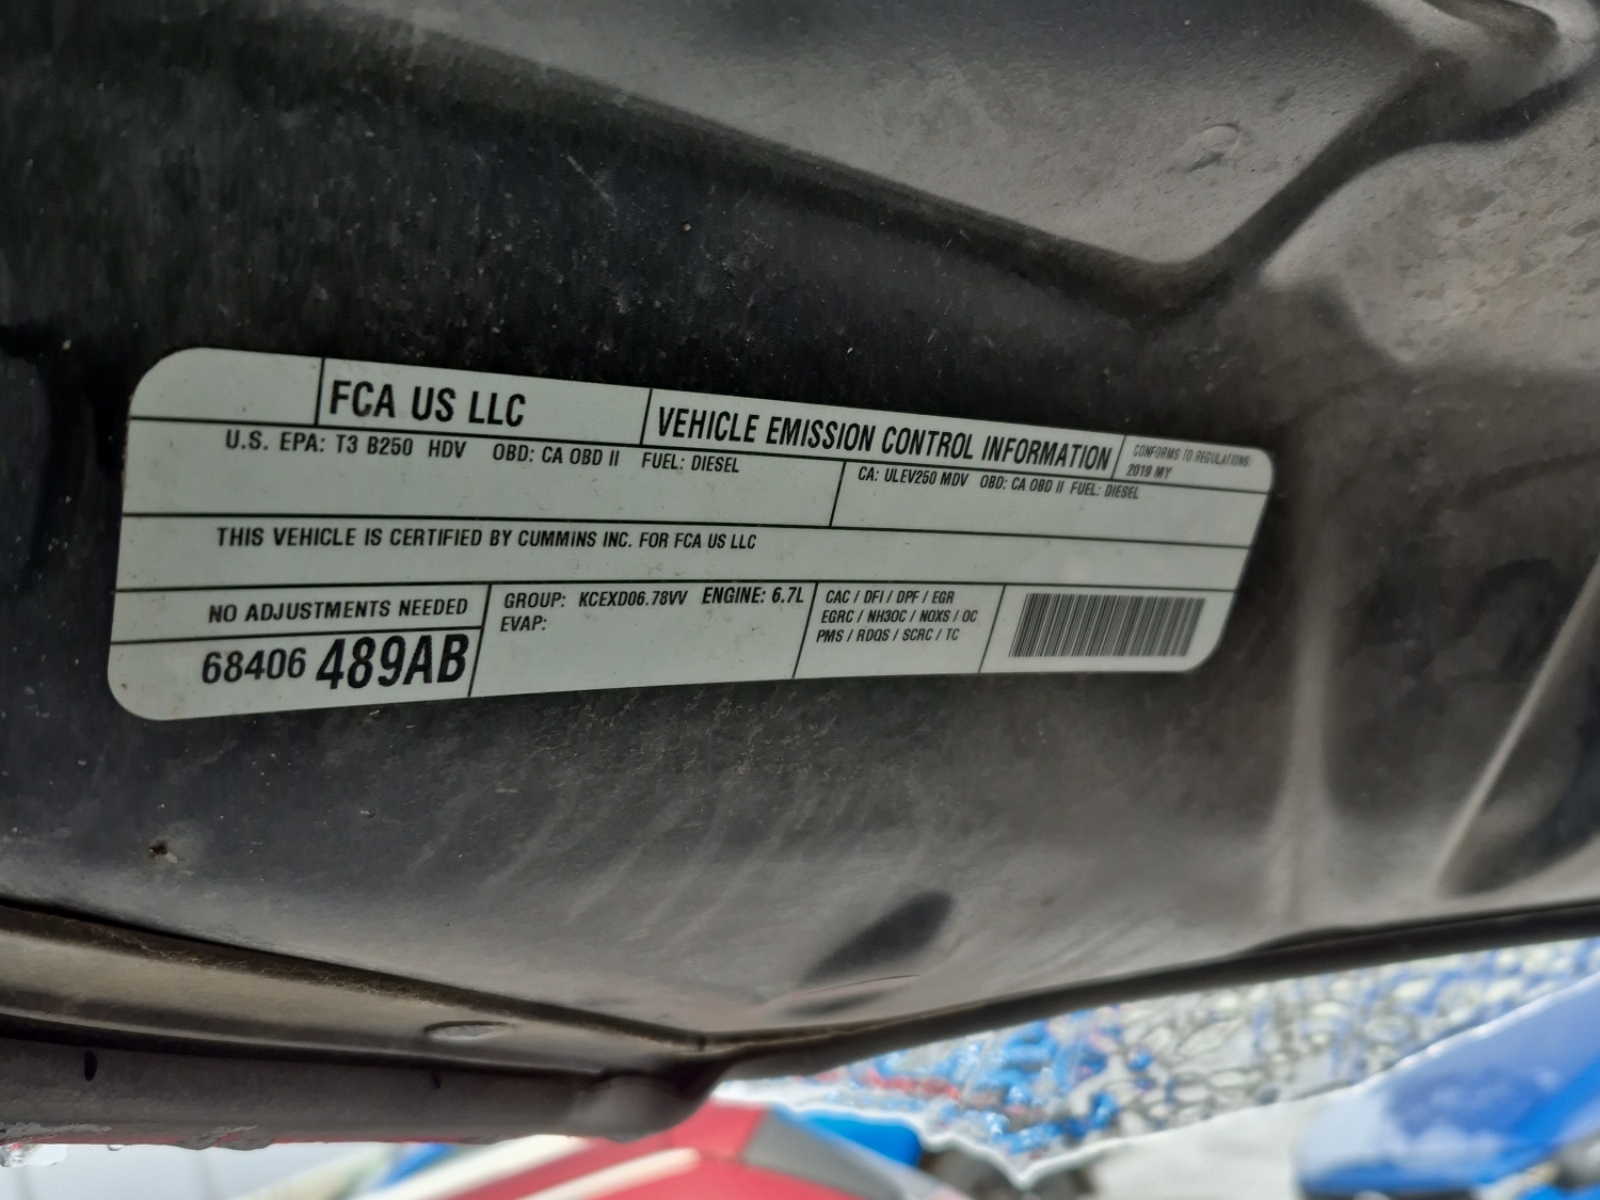 FCA US LLC
VEHICLE EMISSION CONTROL INFORMATION
CONFORMS TO REGULATIONS:
2019 MY
U.S. EPA: T3 B250 HDV OBD: CA OBD II FUEL: DIESEL
CA: ULEV250 MDV OBD: CA OBD II FUEL: DIESEL
THIS VEHICLE IS CERTIFIED BY CUMMINS INC. FOR FCA US LLC
NO ADJUSTMENTS NEEDED
68406 489AB
GROUP: KCEXD06.78VV ENGINE: 6.7L
EVAP:
CAC / DFI / DPF / EGR
EGRC / NH3OC / NOXS / OC
PMS / RDQS / SCRC / TC